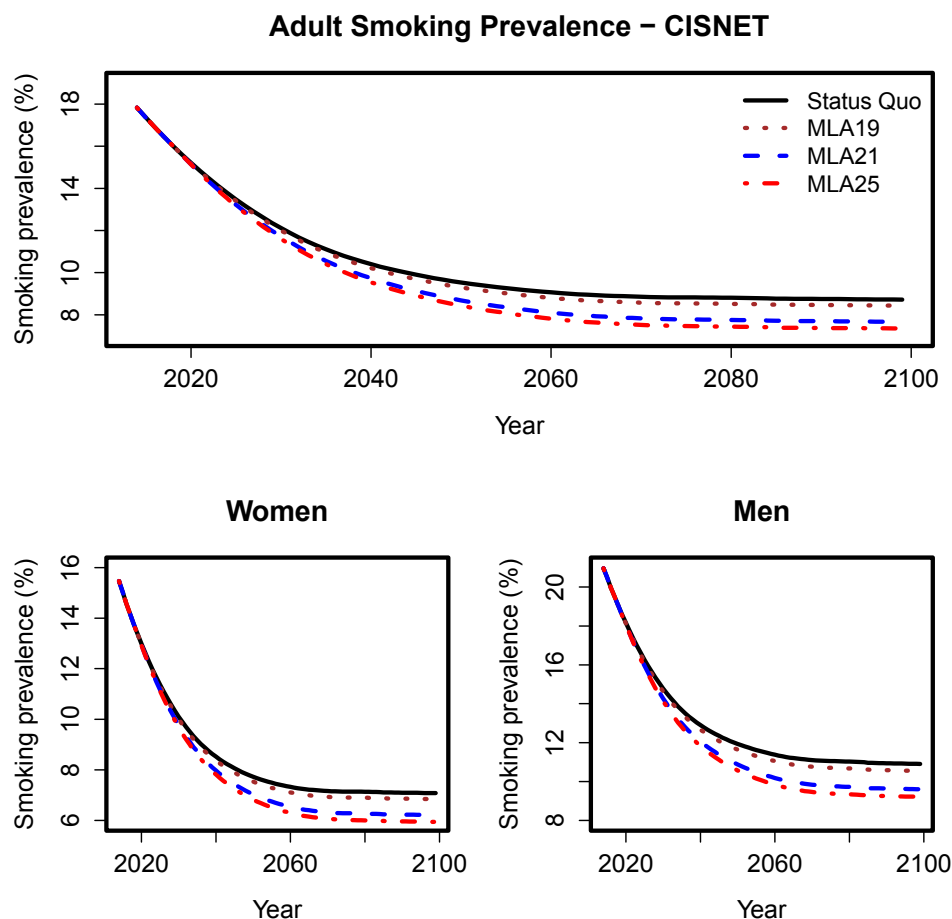 Adult Smoking Prevalence − CISNET
Smoking prevalence (%)
18
14
10
8
Status Quo
MLA19
MLA21
MLA25
2020 2040 2060 2080 2100
Year
Women
Smoking prevalence (%)
16
14
12
10
8
6
2020 2060 2100
Year
Men
Smoking prevalence (%)
20
16
12
8
2020 2060 2100
Year